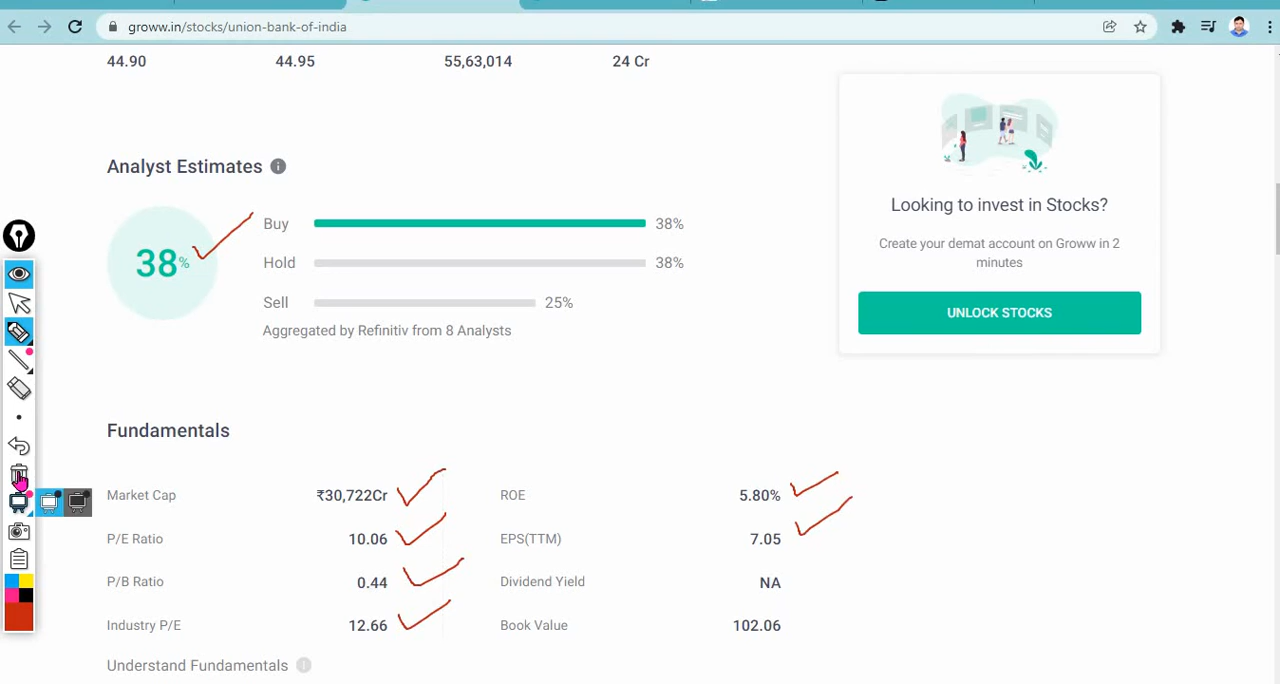 groww.in/stocks/union-bank-of-india
44.90 44.95 55,63,014 24 Cr
Analyst Estimates
38%
Buy 38%
Hold 38%
Sell 25%
Aggregated by Refinitiv from 8 Analysts
Looking to invest in Stocks?
Create your demat account on Groww in 2
minutes
UNLOCK STOCKS
Fundamentals
Market Cap ₹30,722Cr ROE 5.80%
P/E Ratio 10.06 EPS(TTM) 7.05
P/B Ratio 0.44 Dividend Yield NA
Industry P/E 12.66 Book Value 102.06
Understand Fundamentals